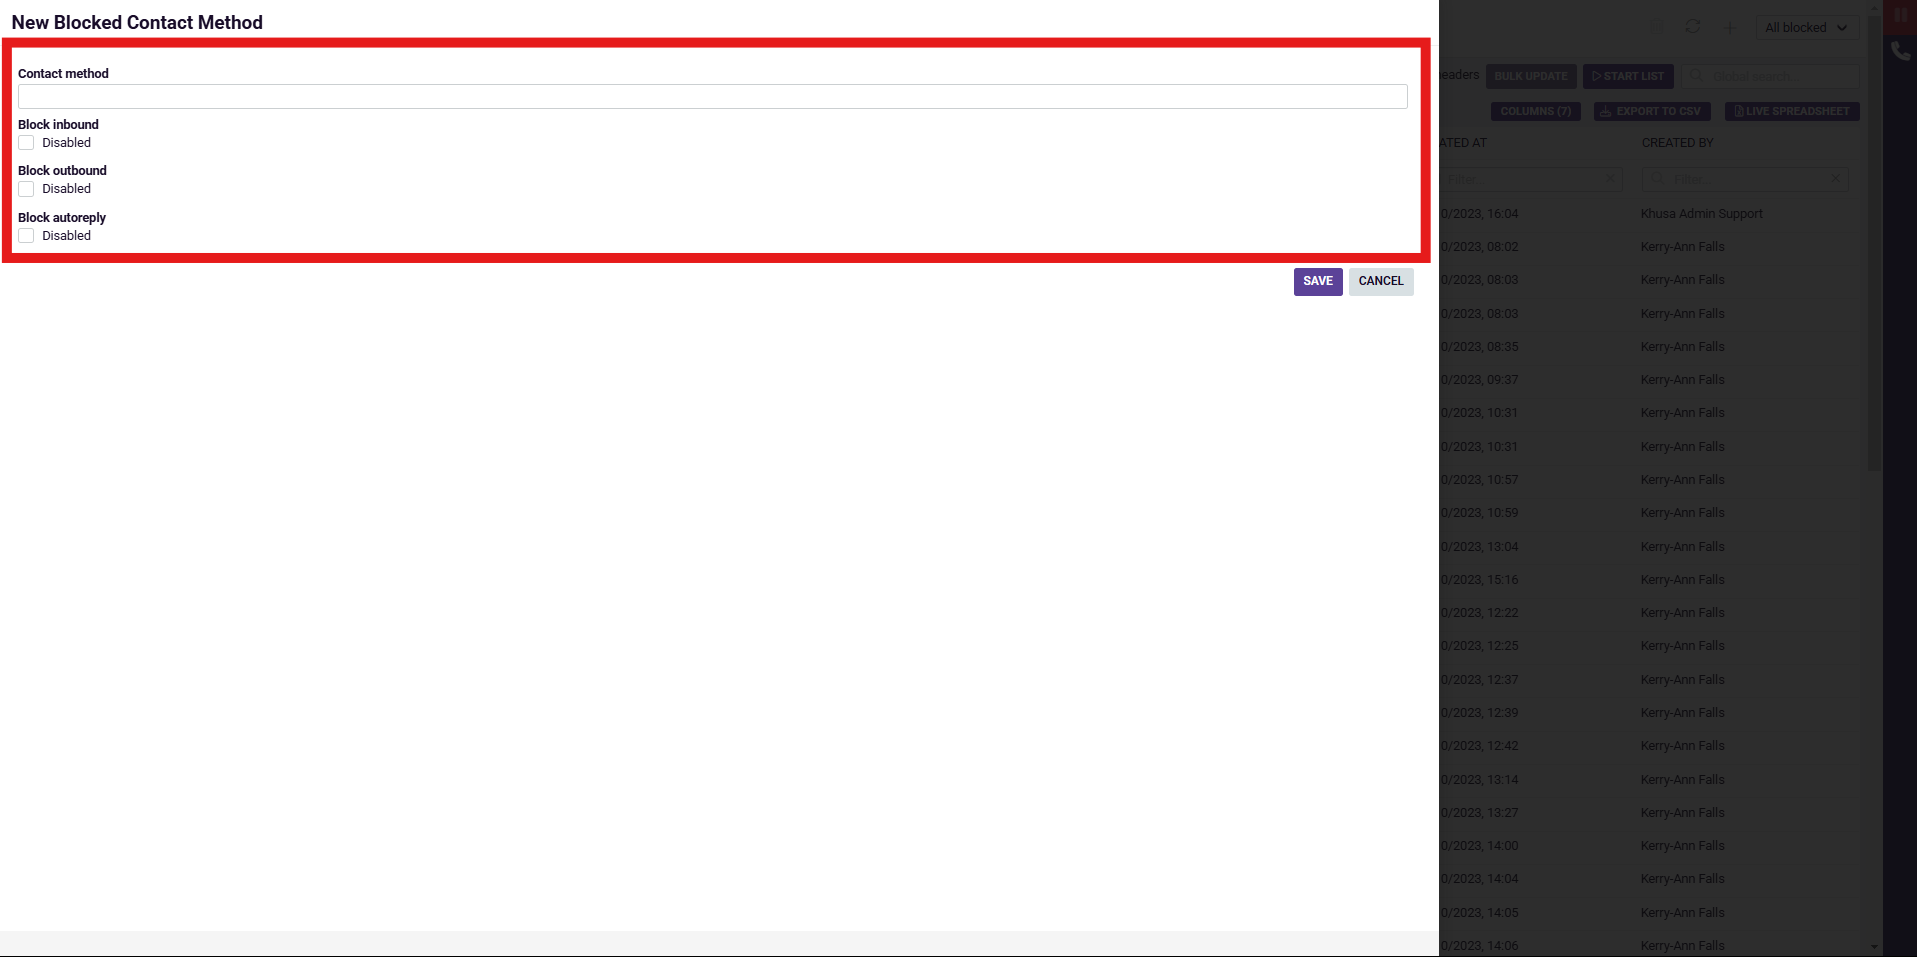 New Blocked Contact Method
Contact method
Block inbound
Disabled
Block outbound
Disabled
Block autoreply
Disabled
SAVE CANCEL
All blocked
eaders BULK UPDATE START LIST Global search...
COLUMNS (7) EXPORT TO CSV LIVE SPREADSHEET
ATED AT CREATED BY
Filter... Filter...
0/2023, 16:04 Khusa Admin Support
0/2023, 08:02 Kerry-Ann Falls
0/2023, 08:03 Kerry-Ann Falls
0/2023, 08:03 Kerry-Ann Falls
0/2023, 08:35 Kerry-Ann Falls
0/2023, 09:37 Kerry-Ann Falls
0/2023, 10:31 Kerry-Ann Falls
0/2023, 10:31 Kerry-Ann Falls
0/2023, 10:57 Kerry-Ann Falls
0/2023, 10:59 Kerry-Ann Falls
0/2023, 13:04 Kerry-Ann Falls
0/2023, 15:16 Kerry-Ann Falls
0/2023, 12:22 Kerry-Ann Falls
0/2023, 12:25 Kerry-Ann Falls
0/2023, 12:37 Kerry-Ann Falls
0/2023, 12:39 Kerry-Ann Falls
0/2023, 12:42 Kerry-Ann Falls
0/2023, 13:14 Kerry-Ann Falls
0/2023, 13:27 Kerry-Ann Falls
0/2023, 14:00 Kerry-Ann Falls
0/2023, 14:04 Kerry-Ann Falls
0/2023, 14:05 Kerry-Ann Falls
0/2023, 14:06 Kerry-Ann Falls